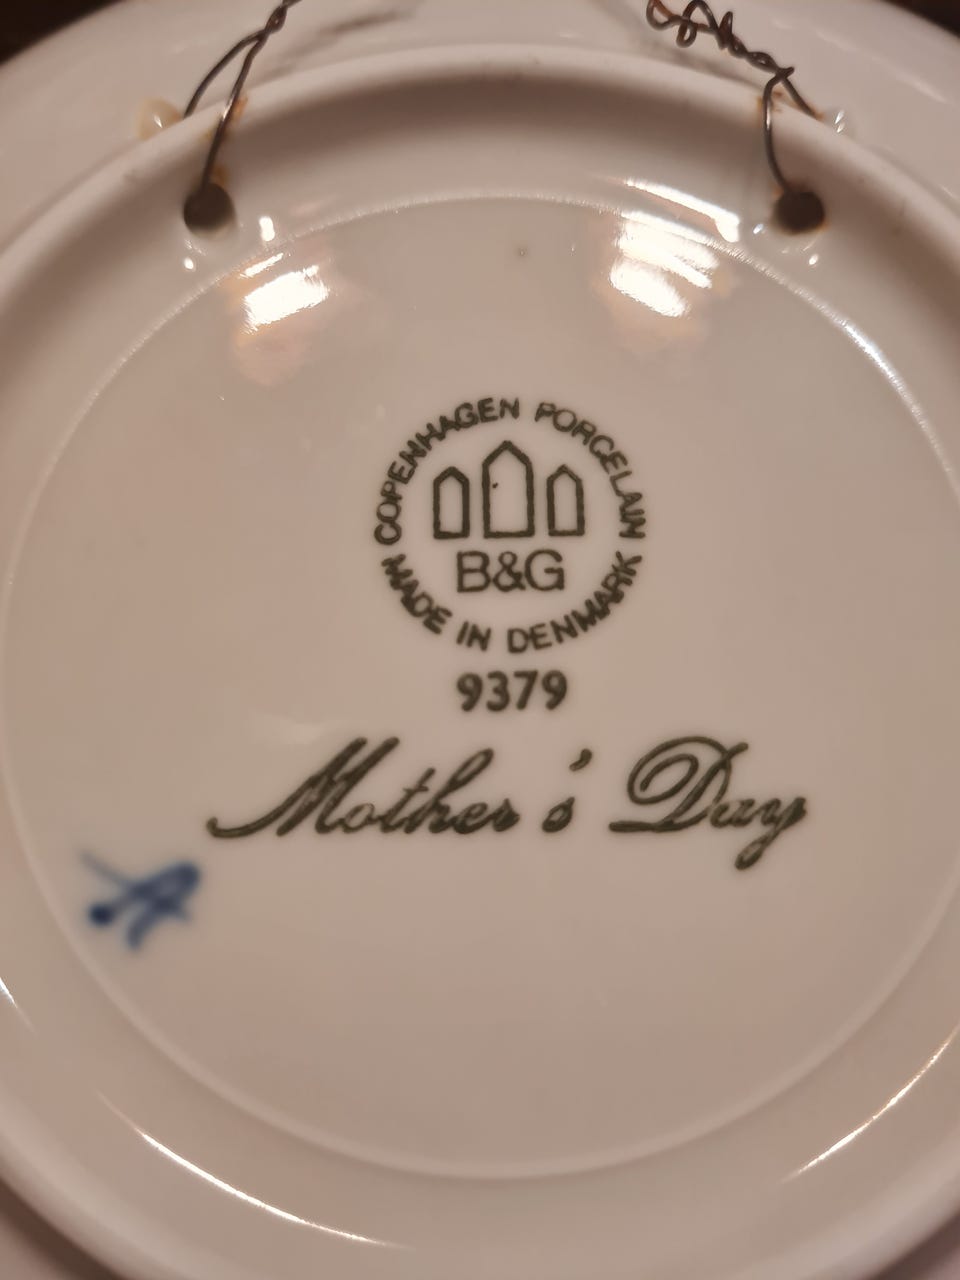 COPENHAGEN PORCELAIN
B&G
MADE IN DENMARK
9379
Mother's Day